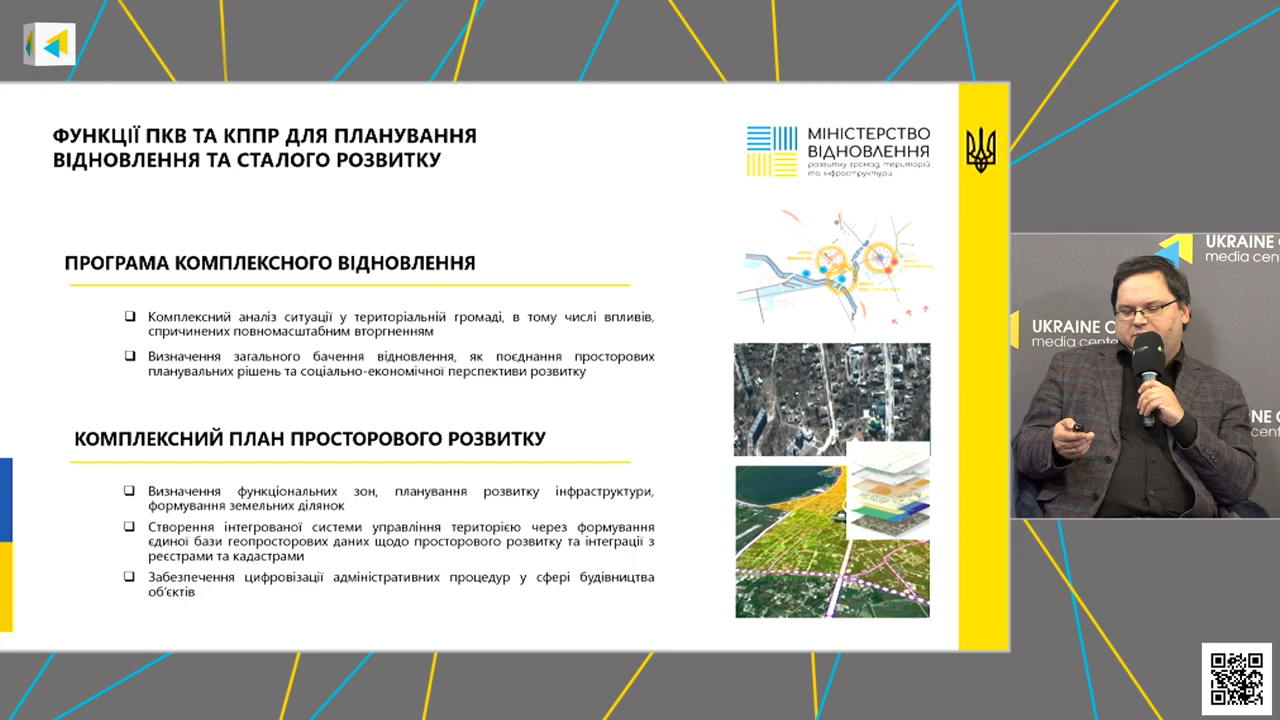 ФУНКЦІЇ ПКВ ТА КППР ДЛЯ ПЛАНУВАННЯ
ВІДНОВЛЕННЯ ТА СТАЛОГО РОЗВИТКУ
МІНІСТЕРСТВО
ВІДНОВЛЕННЯ
розвитку громад, територій
та інфраструктури
ПРОГРАМА КОМПЛЕКСНОГО ВІДНОВЛЕННЯ
Комплексний аналіз ситуації у територіальній громаді, в тому числі впливів,
спричинених повномасштабним вторгненням
Визначення загального бачення відновлення, як поєднання просторових
планувальних рішень та соціально-економічної перспективи розвитку
КОМПЛЕКСНИЙ ПЛАН ПРОСТОРОВОГО РОЗВИТКУ
Визначення функціональних зон, планування розвитку інфраструктури,
формування земельних ділянок
Створення інтегрованої системи управління територією через формування
єдиної бази геопросторових даних щодо просторового розвитку та інтеграції з
реєстрами та кадастрами
Забезпечення цифровізації адміністративних процедур у сфері будівництва
об'єктів
UKRAINE
media cen
UKRAINE C
media cente
NE C
cent